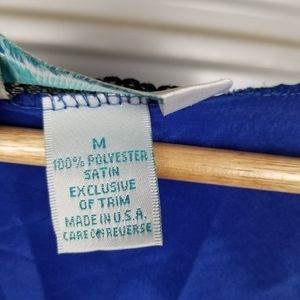 M
100% POLYESTER
SATIN
EXCLUSIVE
OF TRIM
MADE IN U.S.A.
CARE ON REVERSE